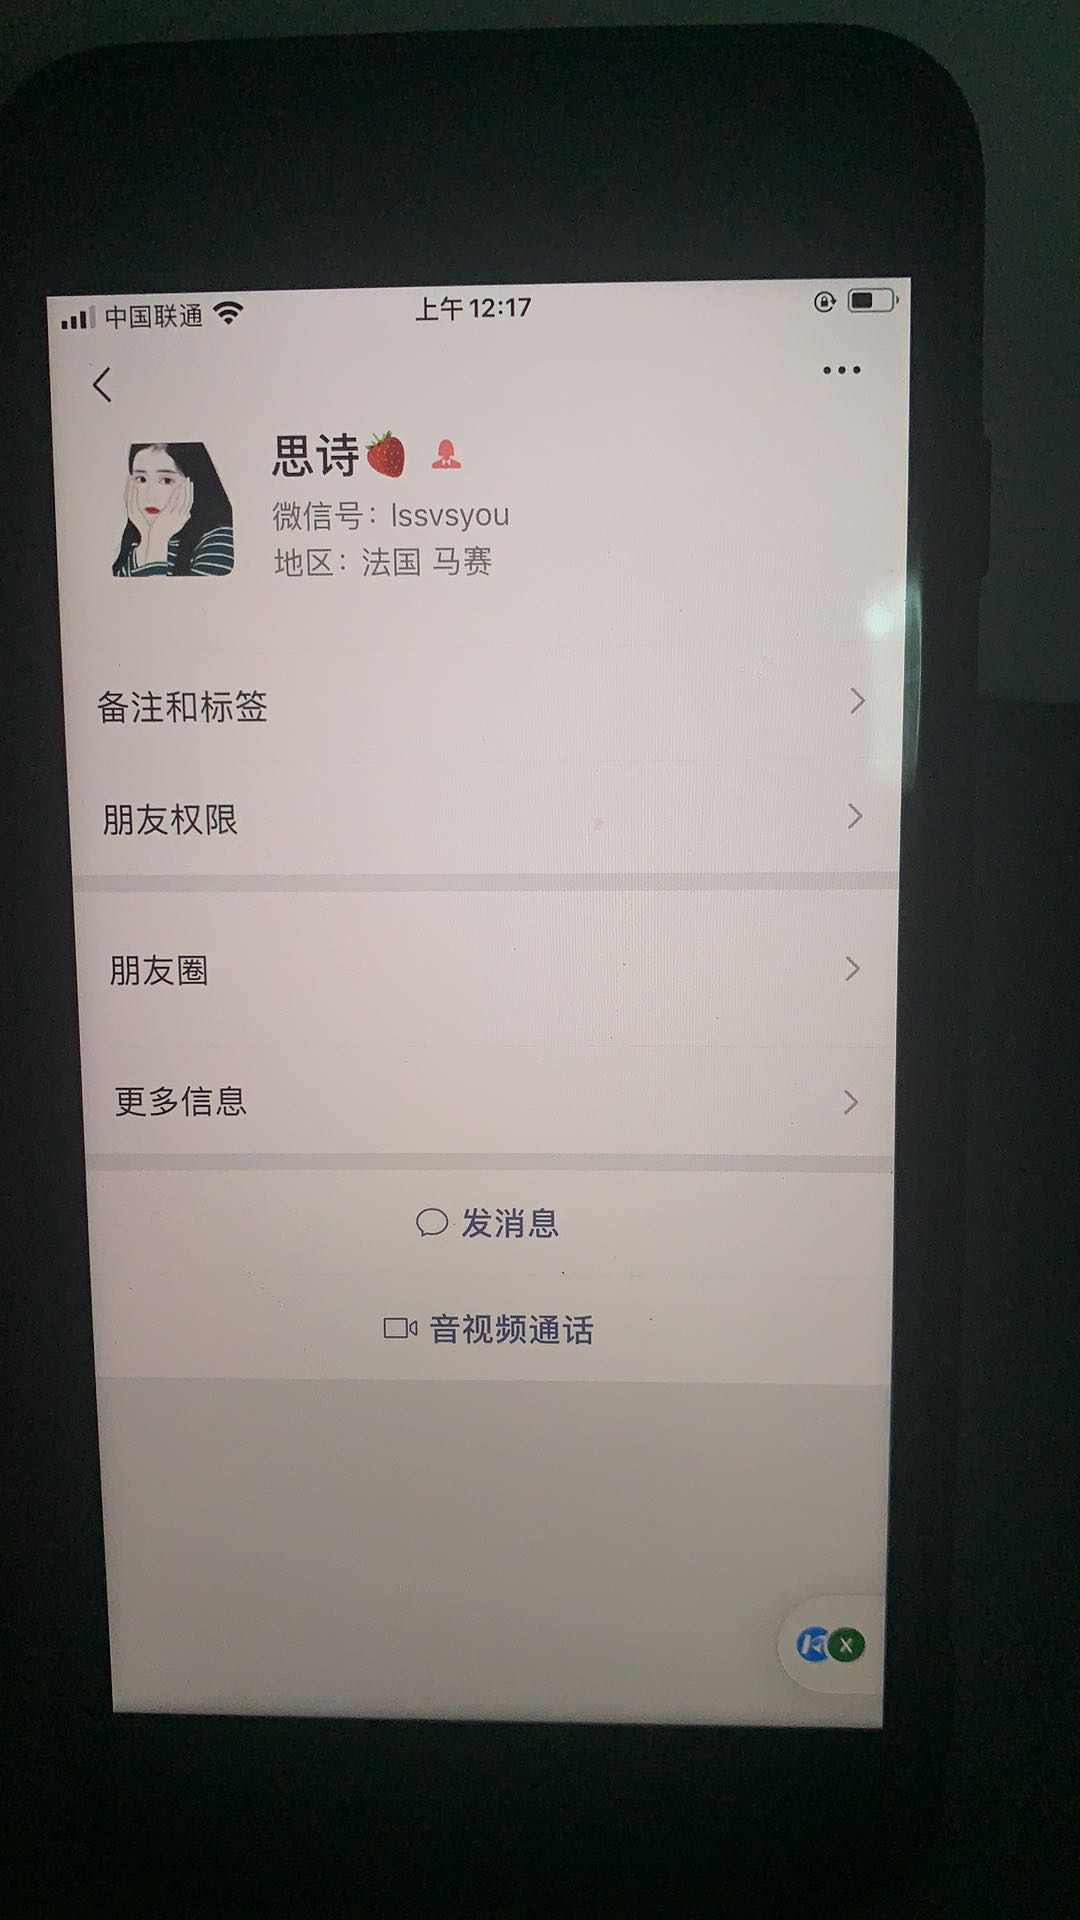 中国联通 上午12:17
思诗🍓
微信号：lssvsyou
地区：法国 马赛
备注和标签
朋友权限
朋友圈
更多信息
发消息
音视频通话
X